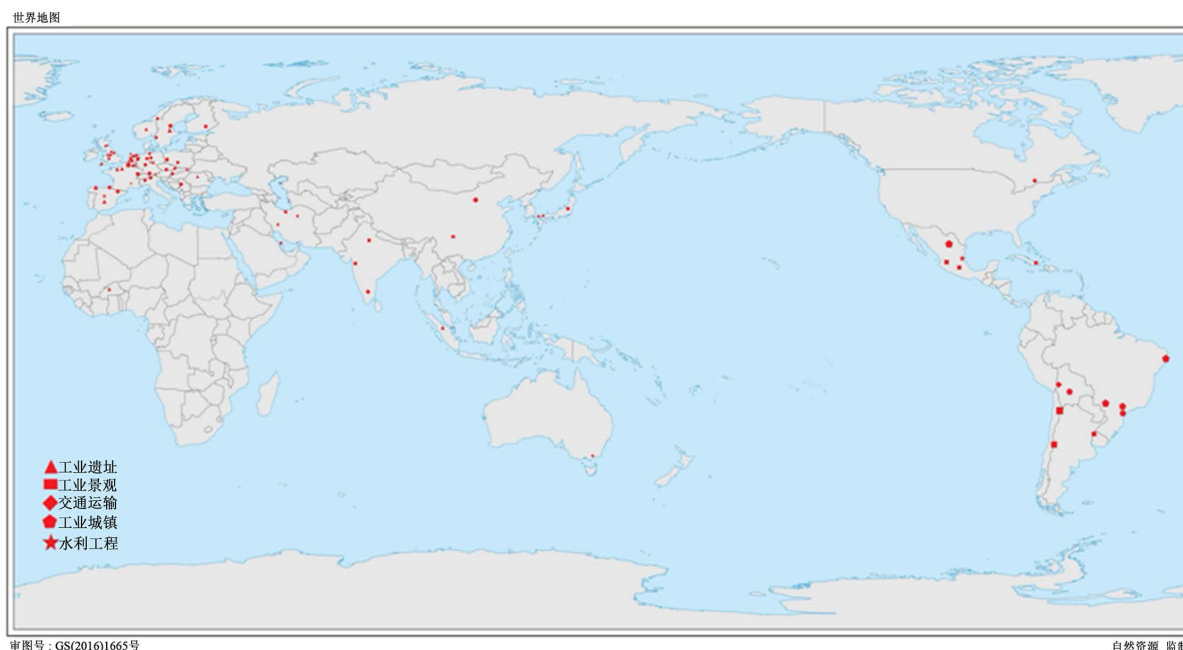 世界地图
工业遗址
工业景观
交通运输
工业城镇
水利工程
审图号：GS(2016)1665号
自然资源 监制